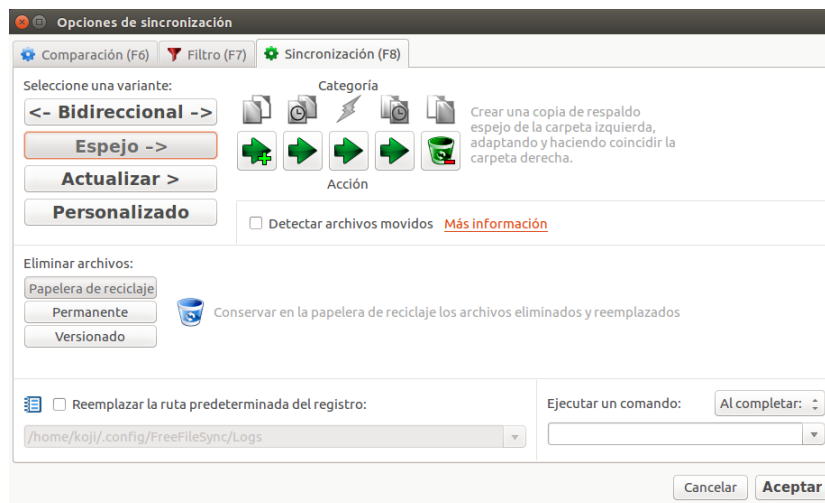 Opciones de sincronización
Comparación (F6) Filtro (F7) Sincronización (F8)
Seleccione una variante:
Categoría
<- Bidireccional ->
Espejo ->
Actualizar >
Personalizado
Crear una copia de respaldo
espejo de la carpeta izquierda,
adaptando y haciendo coincidir la
carpeta derecha.
Acción
Detectar archivos movidos Más información
Eliminar archivos:
Papelera de reciclaje
Permanente
Versionado
Conservar en la papelera de reciclaje los archivos eliminados y reemplazados
Reemplazar la ruta predeterminada del registro:
/home/koji/.config/FreeFileSync/Logs
Ejecutar un comando: Al completar:
Cancelar Aceptar